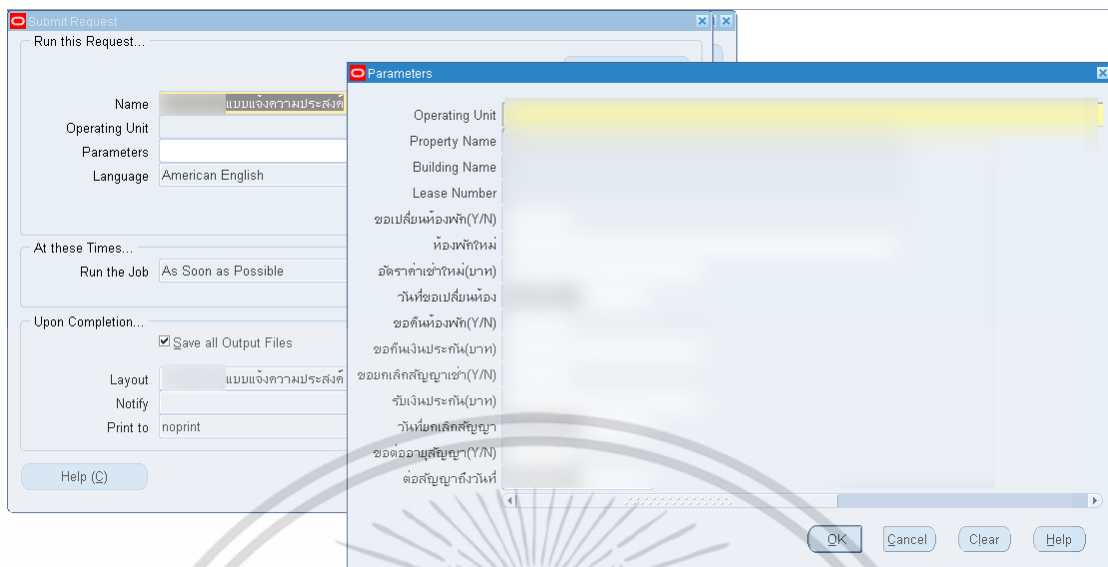 Submit Request
Run this Request...
Name แบบแจ้งความประสงค์
Operating Unit
Parameters
Language American English
At these Times...
Run the Job As Soon as Possible
Upon Completion...
Save all Output Files
Layout แบบแจ้งความประสงค์
Notify
Print to noprint
Help (C)
Parameters
Operating Unit
Property Name
Building Name
Lease Number
ขอเปลี่ยนห้องพัก(Y/N)
ห้องพักใหม่
อัตราค่าเช่าใหม่(บาท)
วันที่ขอเปลี่ยนห้อง
ขอคืนห้องพัก(Y/N)
ขอคืนเงินประกัน(บาท)
ขอยกเลิกสัญญาเช่า(Y/N)
รับเงินประกัน(บาท)
วันที่ยกเลิกสัญญา
ขอต่ออายุสัญญา(Y/N)
ต่อสัญญาถึงวันที่
OK Cancel Clear Help